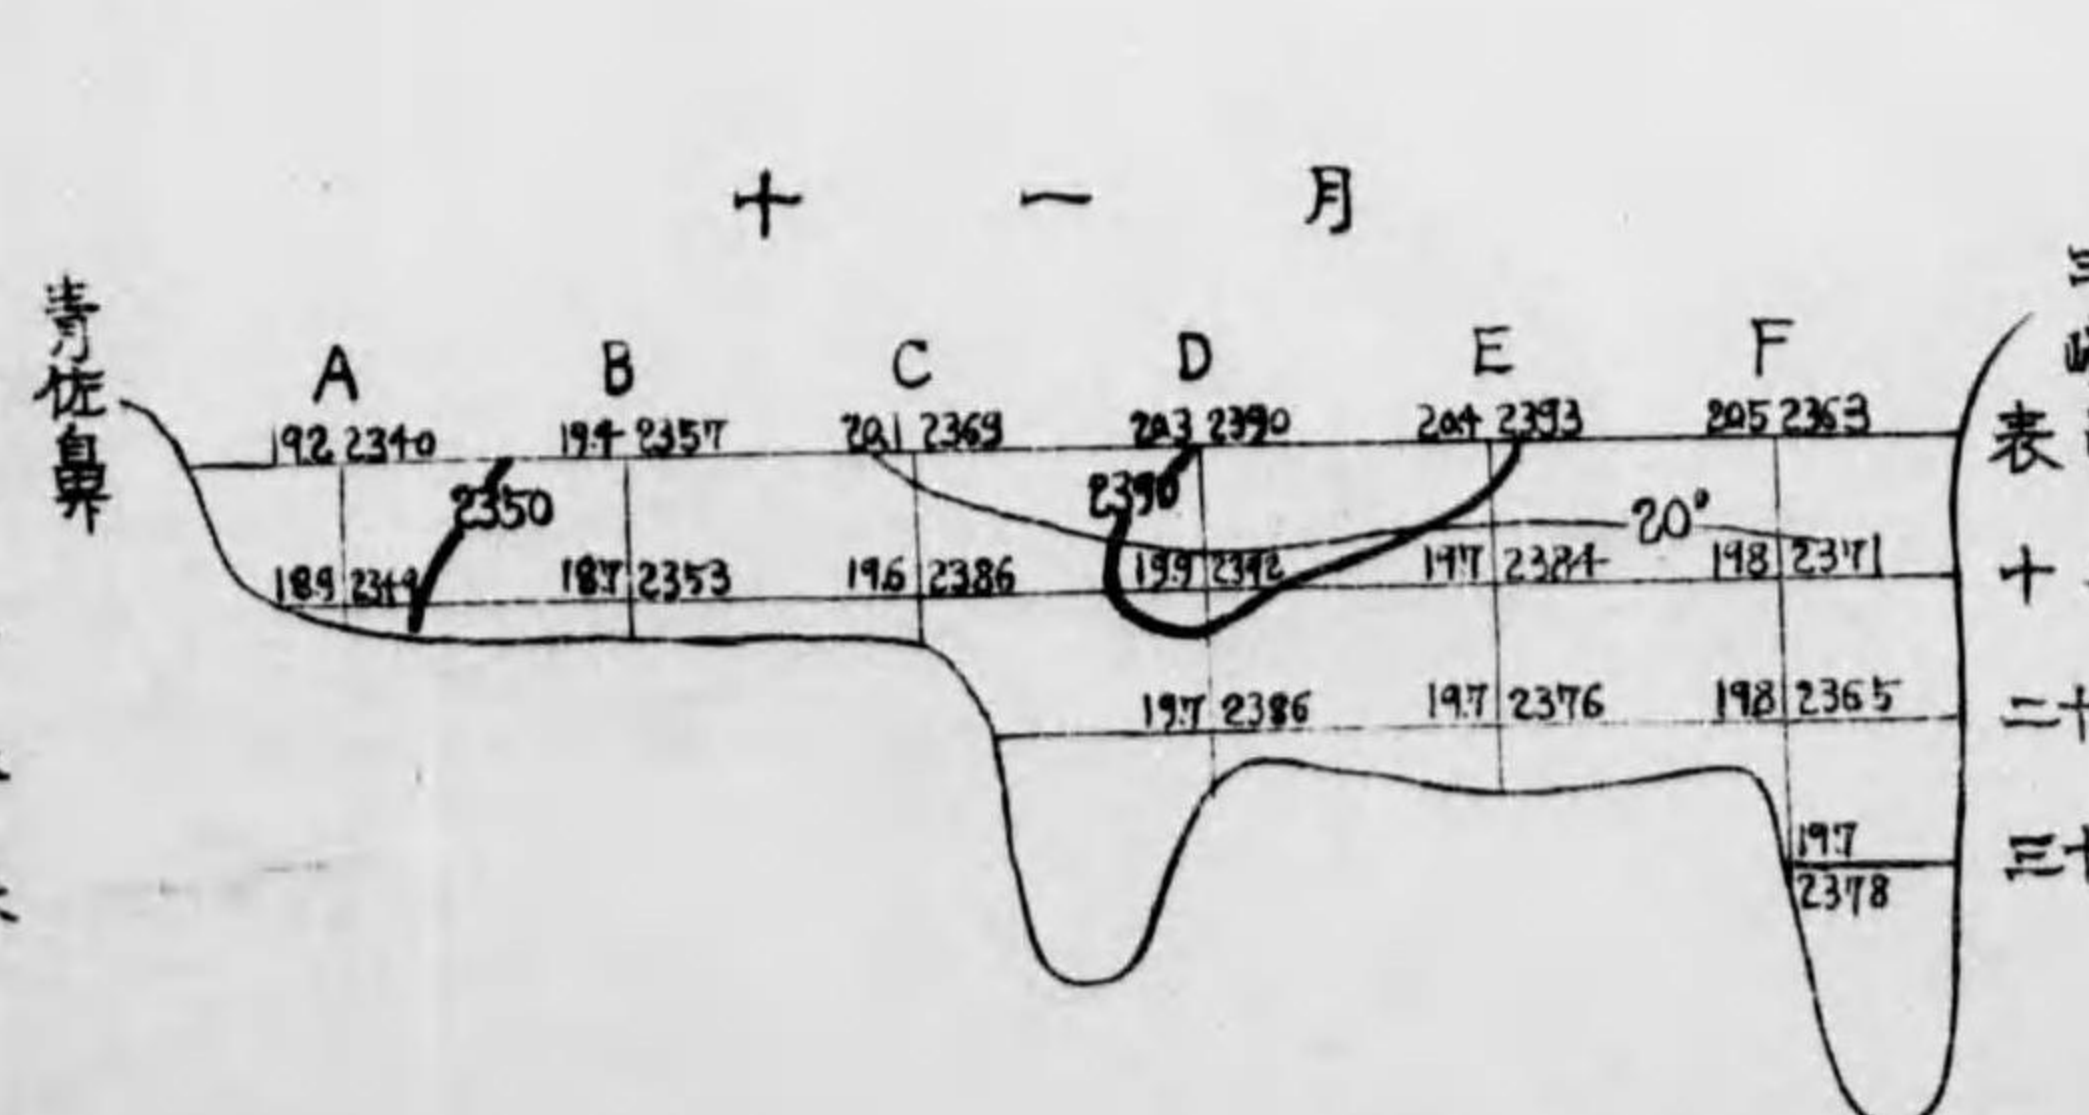 十一月
青佐鼻
A B C D E F
19.2 2340 19.4 2357 20.1 2369 20.3 2390 20.4 2393 20.5 2363 表
2350 2390 20°
18.9 18.7 2353 19.6 2386 19.9 2392 19.7 2384 19.8 2371 十
19.7 2386 19.7 2376 19.8 2365 二十
19.7 三十
2378